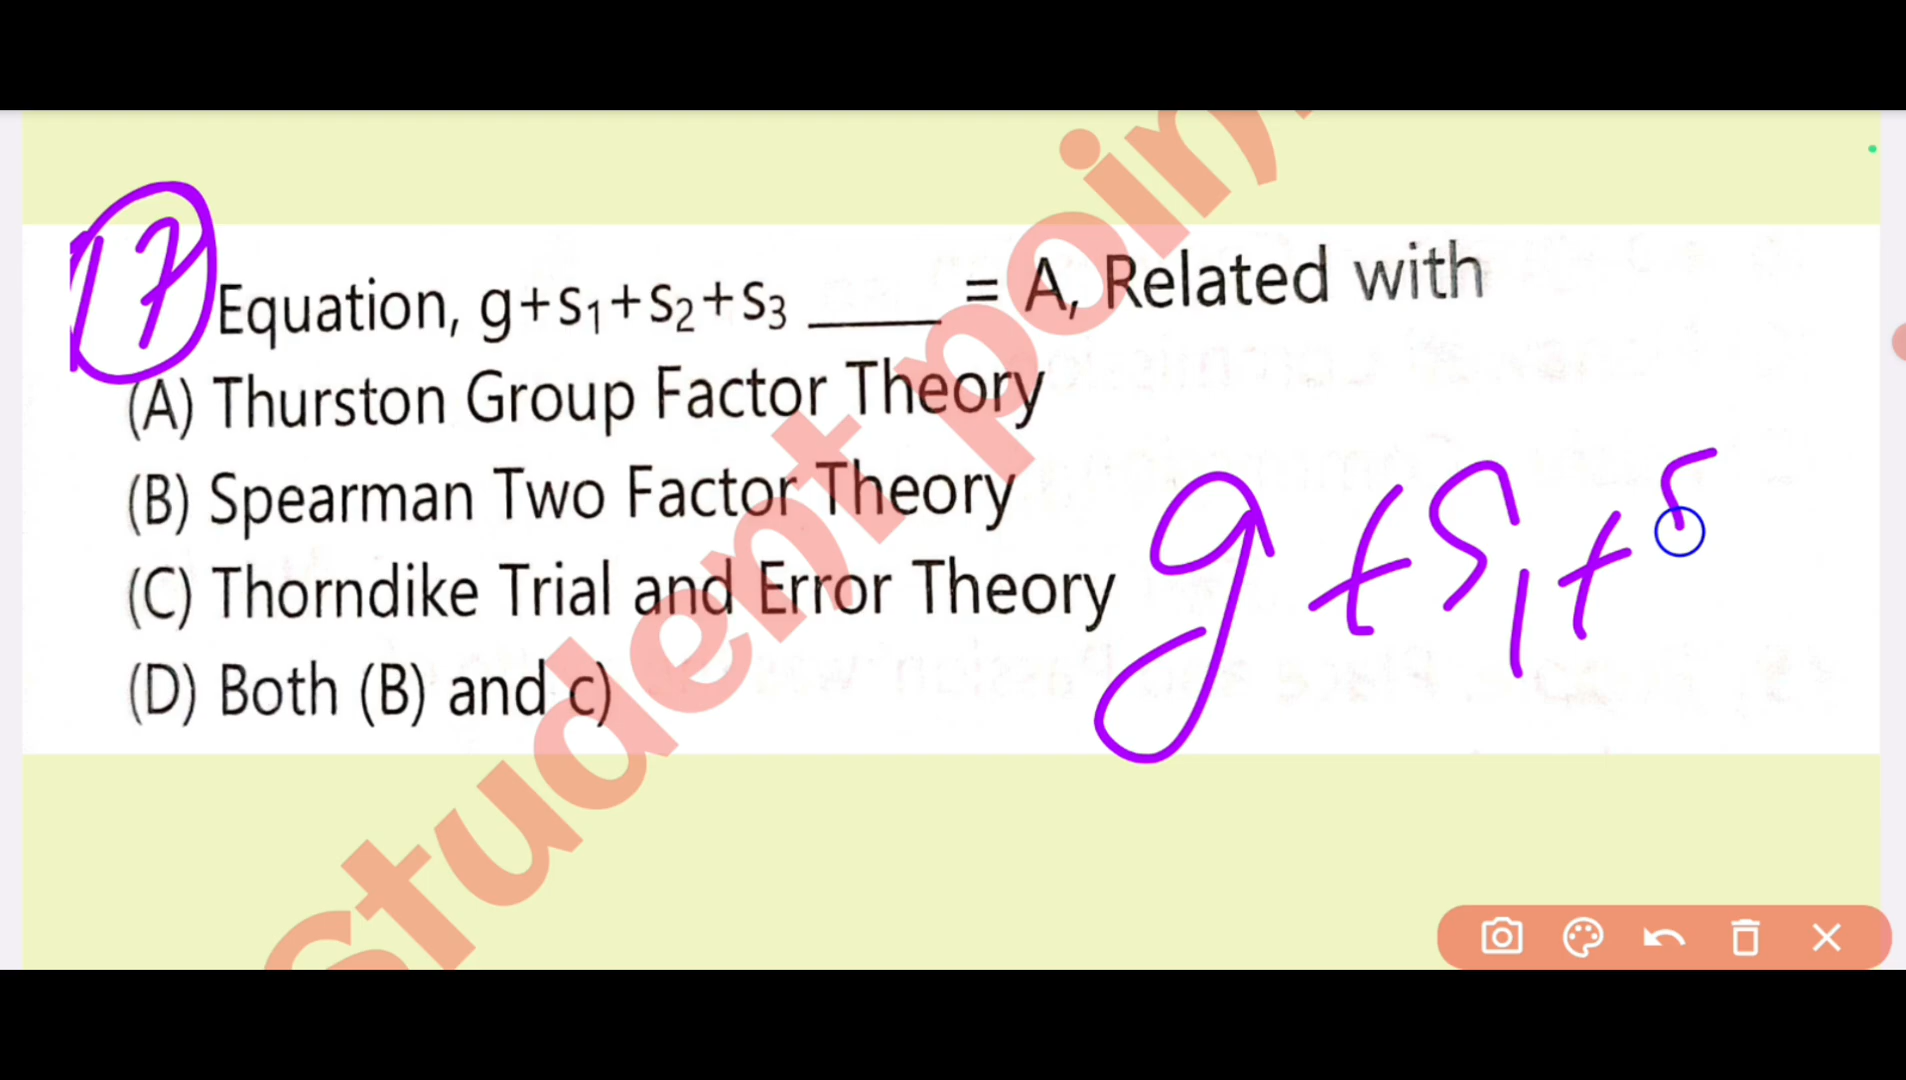 17
Equation, g+s₁+s₂+s₃ _____ = A, Related with
(A) Thurston Group Factor Theory
(B) Spearman Two Factor Theory
(C) Thorndike Trial and Error Theory
(D) Both (B) and c)
g+S₁+s
Student point